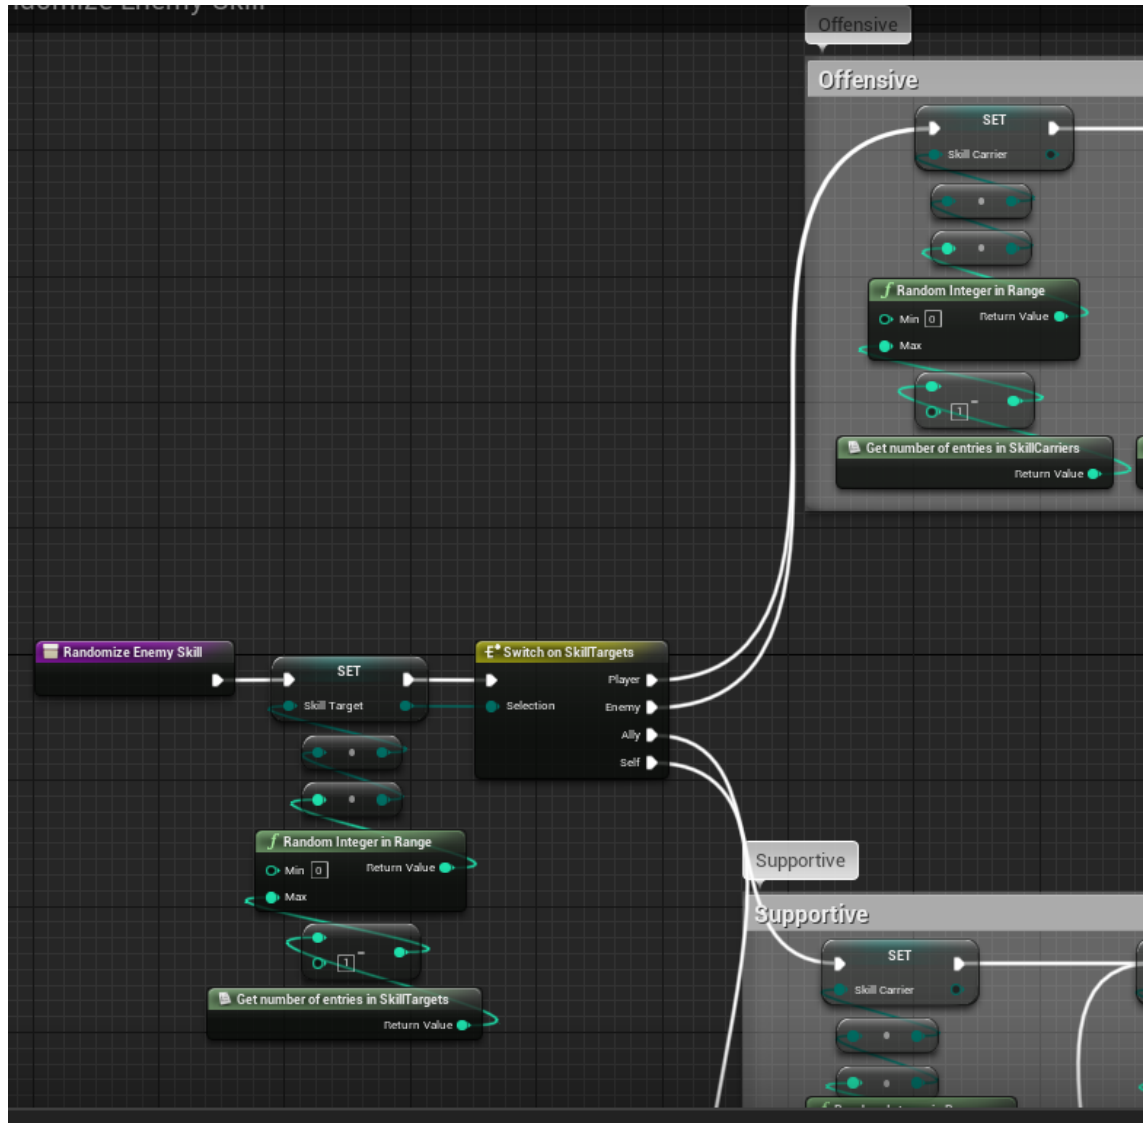 Randomize Enemy Skill
SET
Skill Target
Random Integer in Range
Min 0
Return Value
Max
1 -
Get number of entries in SkillTargets
Return Value
Switch on SkillTargets
Player
Selection
Enemy
Ally
Self
Offensive
Offensive
SET
Skill Carrier
Random Integer in Range
Min 0
Return Value
Max
1 -
Get number of entries in SkillCarriers
Return Value
Supportive
Supportive
SET
Skill Carrier